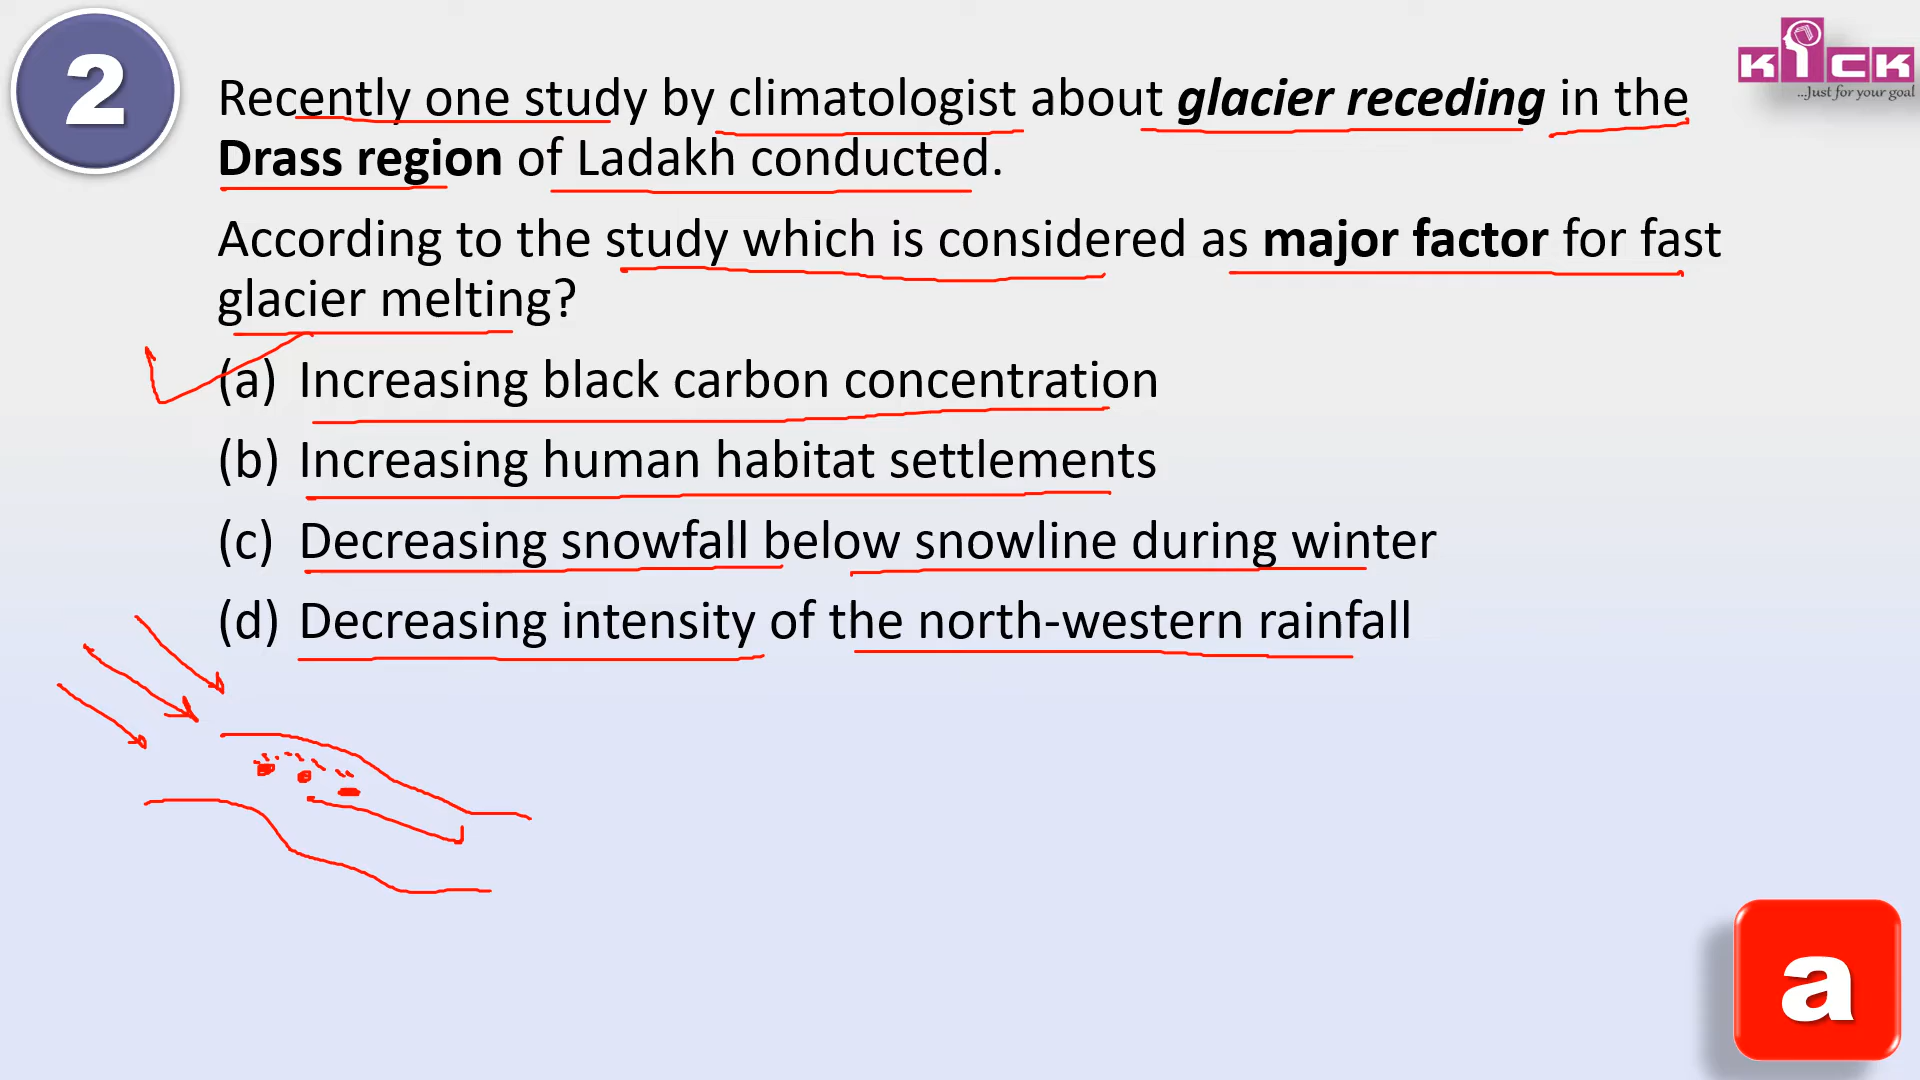 2
KICK
...Just for your goal
Recently one study by climatologist about glacier receding in the
Drass region of Ladakh conducted.
According to the study which is considered as major factor for fast
glacier melting?
(a) Increasing black carbon concentration
(b) Increasing human habitat settlements
(c) Decreasing snowfall below snowline during winter
(d) Decreasing intensity of the north-western rainfall
a